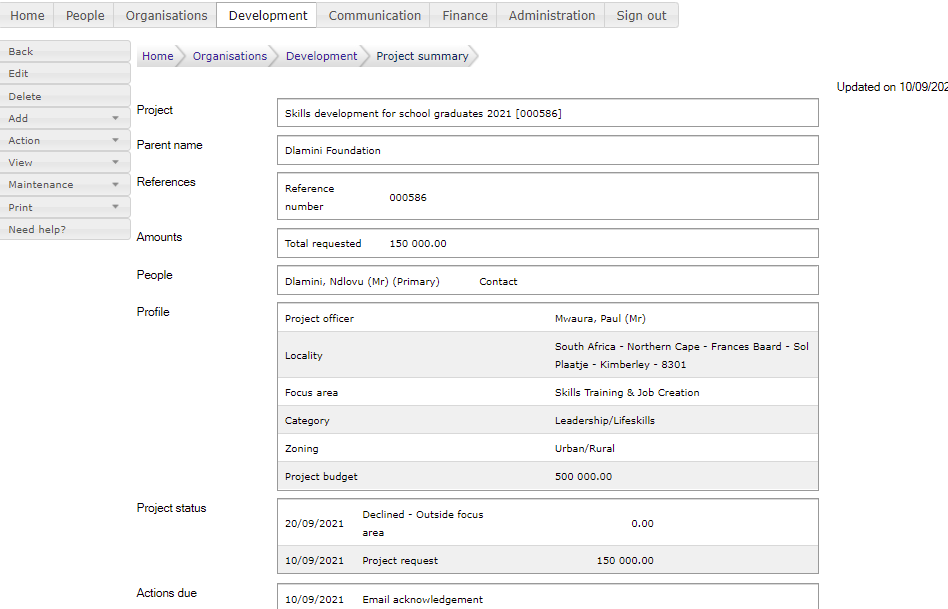 Home People Organisations Development Communication Finance Administration Sign out
Back
Edit
Delete
Add
Action
View
Maintenance
Print
Need help?
Home Organisations Development Project summary
Updated on 10/09/202
Project Skills development for school graduates 2021 [000586]
Parent name Dlamini Foundation
References Reference
number 000586
Amounts Total requested 150 000.00
People Dlamini, Ndlovu (Mr) (Primary) Contact
Profile Project officer Mwaura, Paul (Mr)
Locality South Africa - Northern Cape - Frances Baard - Sol
Plaatje - Kimberley - 8301
Focus area Skills Training & Job Creation
Category Leadership/Lifeskills
Zoning Urban/Rural
Project budget 500 000.00
Project status 20/09/2021 Declined - Outside focus
area 0.00
10/09/2021 Project request 150 000.00
Actions due 10/09/2021 Email acknowledgement